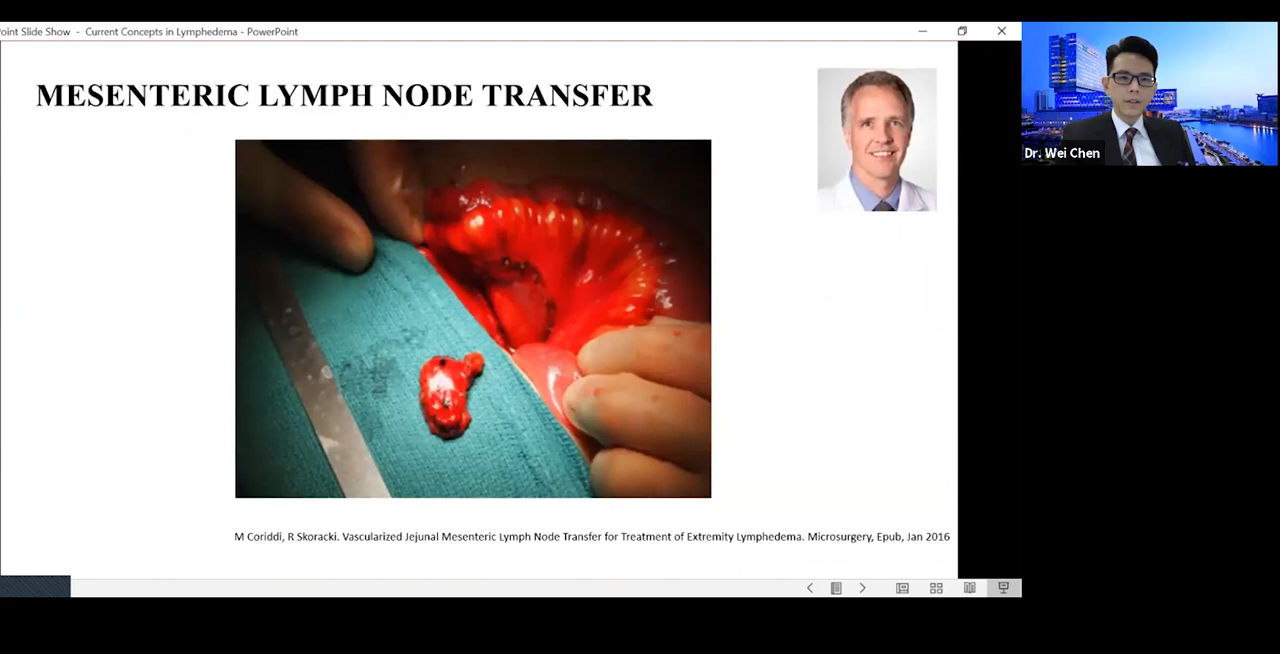 oint Slide Show - Current Concepts in Lymphedema - PowerPoint
MESENTERIC LYMPH NODE TRANSFER
Dr. Wei Chen
M Coriddi, R Skoracki. Vascularized Jejunal Mesenteric Lymph Node Transfer for Treatment of Extremity Lymphedema. Microsurgery, Epub, Jan 2016